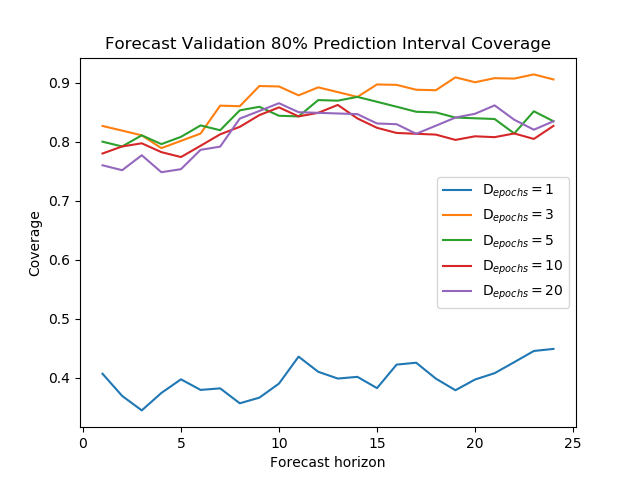 Forecast Validation 80% Prediction Interval Coverage
Coverage
0.9
0.8
0.7
0.6
0.5
0.4
D_epochs = 1
D_epochs = 3
D_epochs = 5
D_epochs = 10
D_epochs = 20
0 5 10 15 20 25
Forecast horizon